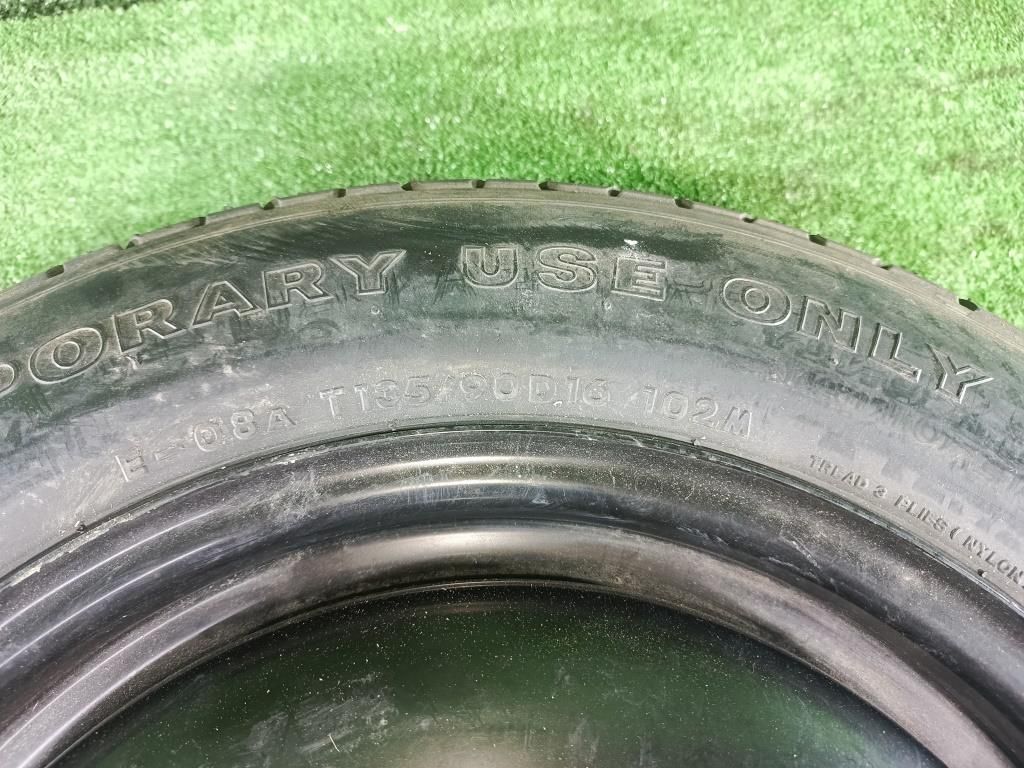 PORARY USE ONLY
E-08A T135/90D16 102M
TREAD 3 PLIES (NYLON